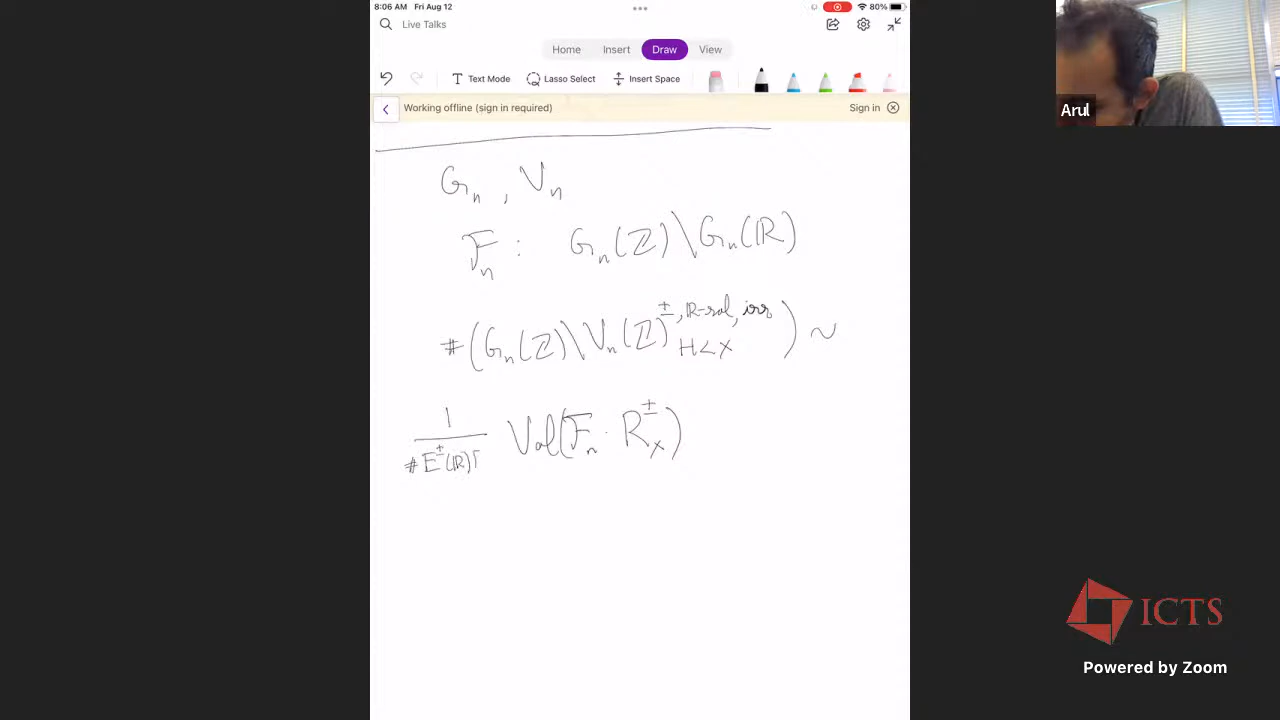 8:06 AM Fri Aug 12
80%
Live Talks
Home Insert Draw View
Text Mode Lasso Select Insert Space
Working offline (sign in required) Sign in
Arul
G_n , V_n
F_n : G_n(Z)\G_n(R)
#(G_n(Z)\V_n(Z)^{±, R-sol, irr}_{H<X}) ~
1/#E^±(R)[ Vol(F_n · R_X^±)
ICTS
Powered by Zoom